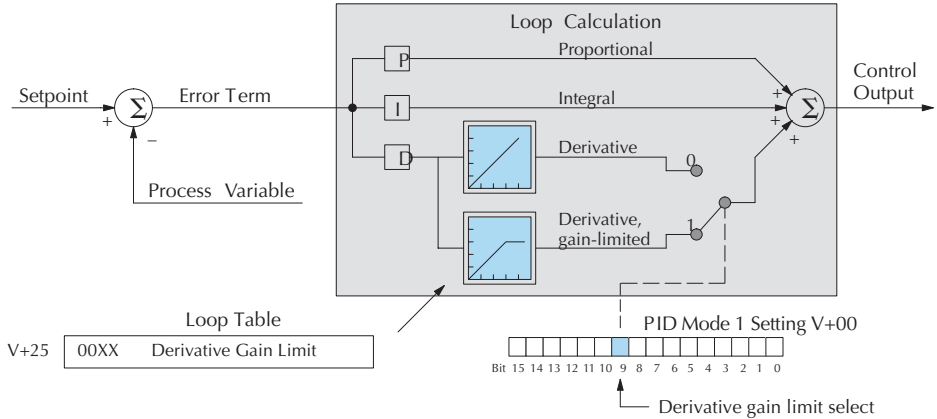 Loop Calculation
Proportional
P
Control
Output
Setpoint
Error Term
Integral
I
Σ
Σ
+
−
+
+
+
Derivative
D
0
Process Variable
Derivative,
gain-limited
1
Loop Table
PID Mode 1 Setting V+00
V+25 00XX Derivative Gain Limit
Bit 15 14 13 12 11 10 9 8 7 6 5 4 3 2 1 0
Derivative gain limit select